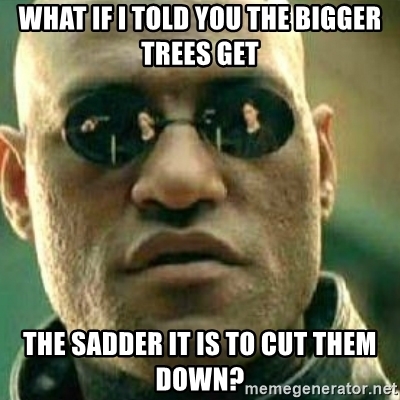 WHAT IF I TOLD YOU THE BIGGER
TREES GET
THE SADDER IT IS TO CUT THEM
DOWN?
memegenerator.net